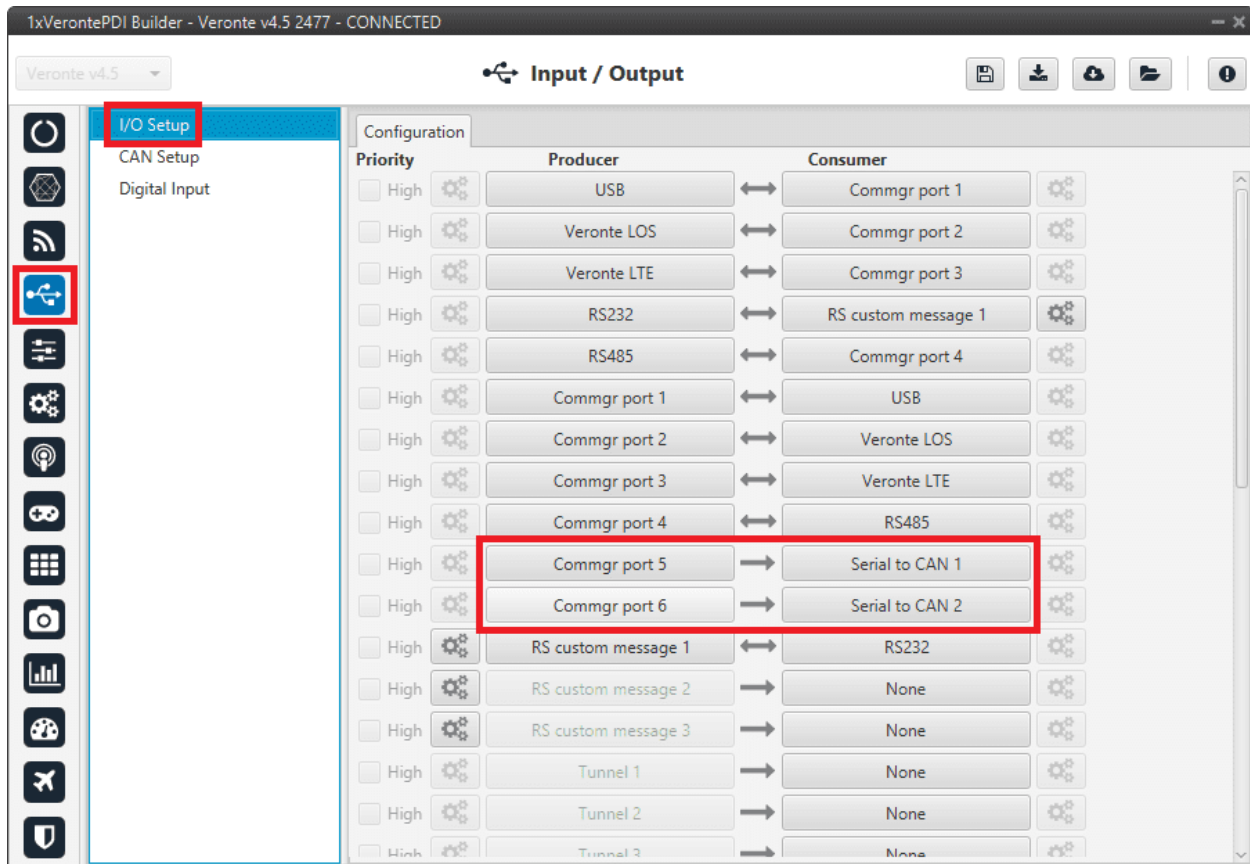 1xVerontePDI Builder - Veronte v4.5 2477 - CONNECTED
Veronte v4.5
Input / Output
I/O Setup
CAN Setup
Digital Input
Configuration
Priority Producer Consumer
High USB Commgr port 1
High Veronte LOS Commgr port 2
High Veronte LTE Commgr port 3
High RS232 RS custom message 1
High RS485 Commgr port 4
High Commgr port 1 USB
High Commgr port 2 Veronte LOS
High Commgr port 3 Veronte LTE
High Commgr port 4 RS485
High Commgr port 5 Serial to CAN 1
High Commgr port 6 Serial to CAN 2
High RS custom message 1 RS232
High RS custom message 2 None
High RS custom message 3 None
High Tunnel 1 None
High Tunnel 2 None
High Tunnel 3 None